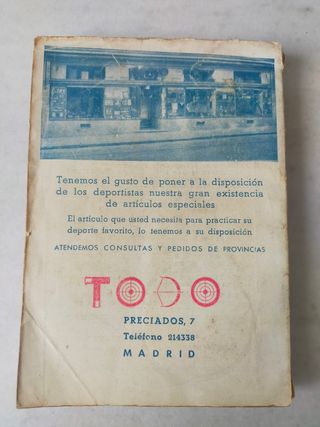 Tenemos el gusto de poner a la disposición
de los deportistas nuestra gran existencia
de artículos especiales
El artículo que usted necesita para practicar su
deporte favorito, lo tenemos a su disposición
ATENDEMOS CONSULTAS Y PEDIDOS DE PROVINCIAS
TODO
PRECIADOS, 7
Teléfono 214338
MADRID